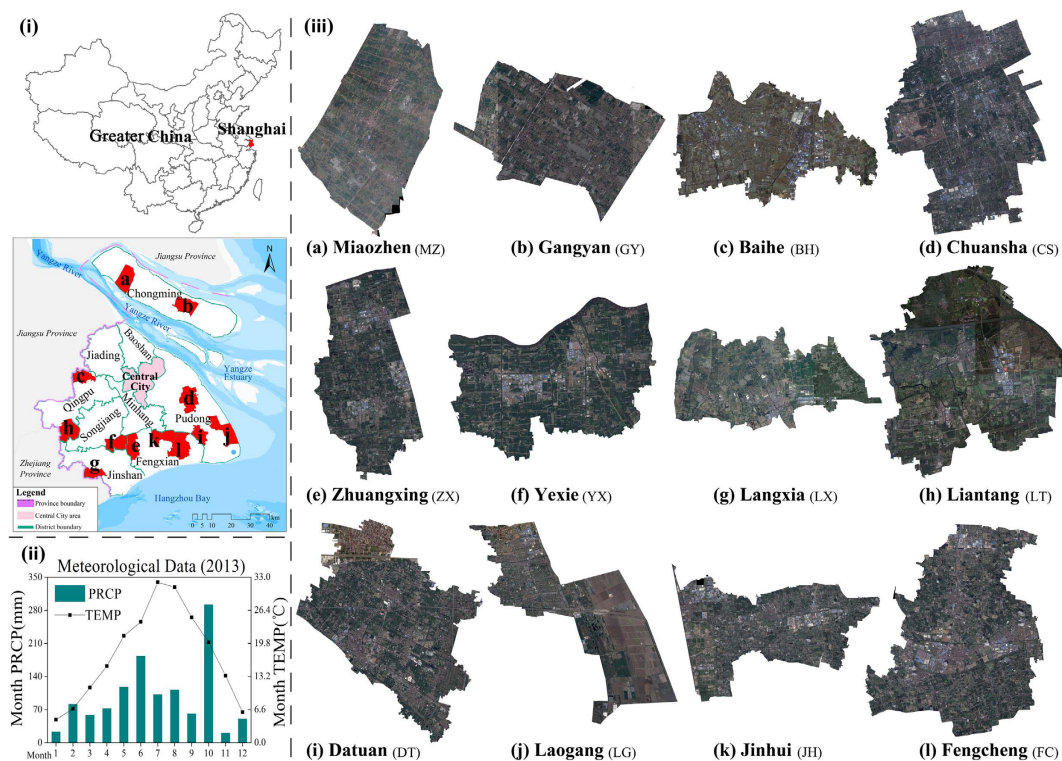 (i)
Greater China
Shanghai
Jiangsu Province
N
Yangze River
a
Chongming
b
Yangze River
Jiangsu Province
Baoshan
Jiading
Yangze
Estuary
Central
City
c
Qingpu
d
Minhang
Pudong
h
Songjiang
f
e
k
l
i
j
Fengxian
g
Jinshan
Zhejiang
Province
Hangzhou Bay
Legend
Province boundary
Central City area
District boundary
0 5 10 20 30 40
km
(ii)
Meteorological Data (2013)
PRCP
TEMP
Month PRCP(mm)
350
280
210
140
70
0
Month TEMP(℃)
33.0
26.4
19.8
13.2
6.6
0.0
Month 1 2 3 4 5 6 7 8 9 10 11 12
(iii)
(a) Miaozhen (MZ)
(b) Gangyan (GY)
(c) Baihe (BH)
(d) Chuansha (CS)
(e) Zhuangxing (ZX)
(f) Yexie (YX)
(g) Langxia (LX)
(h) Liantang (LT)
(i) Datuan (DT)
(j) Laogang (LG)
(k) Jinhui (JH)
(l) Fengcheng (FC)